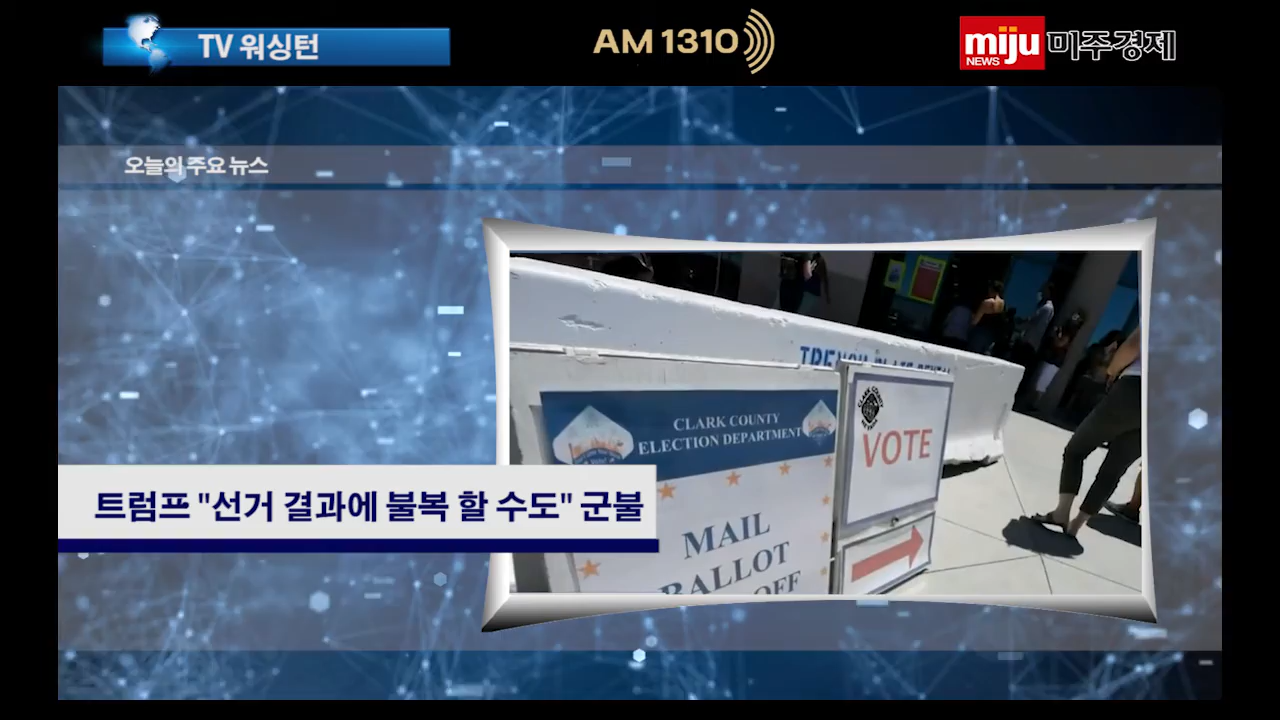 TV 워싱턴
AM 1310
miju
NEWS
미주경제
오늘의 주요 뉴스
CLARK COUNTY
ELECTION DEPARTMENT
VOTE
MAIL
BALLOT
OFF
트럼프 "선거 결과에 불복 할 수도" 군불